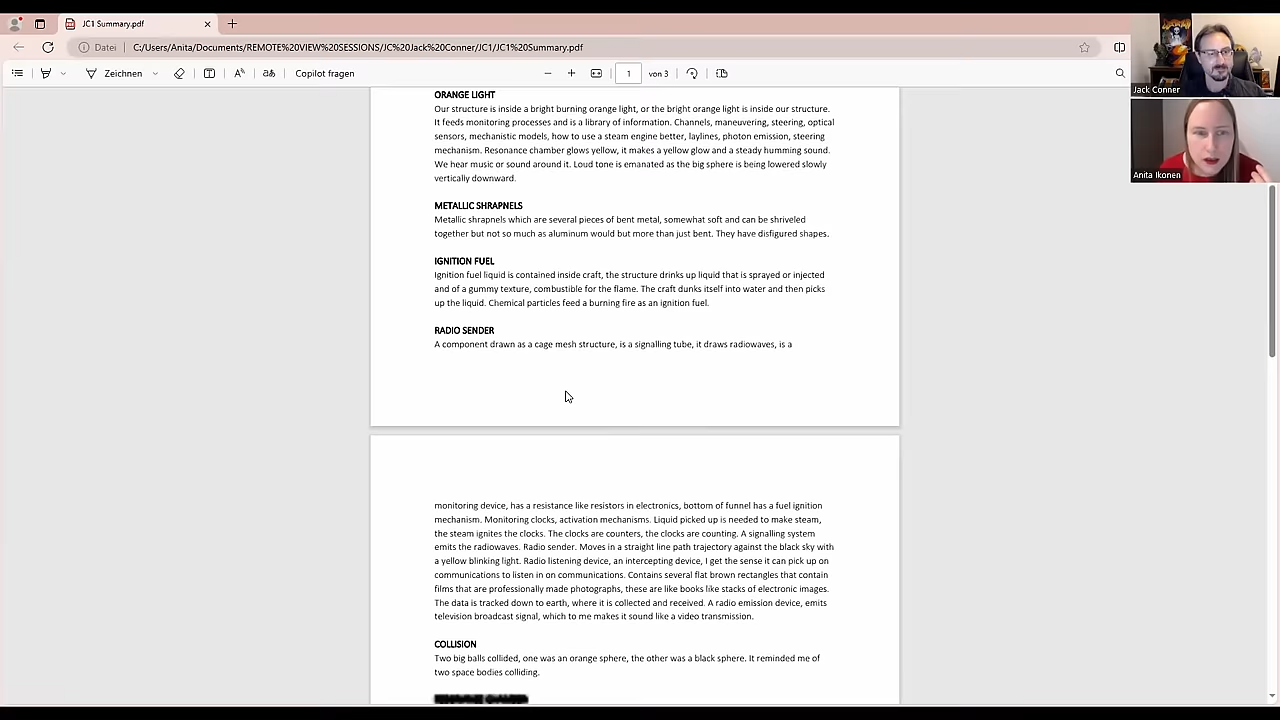 JC1 Summary.pdf
Datei
C:/Users/Anita/Documents/REMOTE%20VIEW%20SESSIONS/JC%20Jack%20Conner/JC1/JC1%20Summary.pdf
Zeichnen
Copilot fragen
1
von 3
Jack Conner
Anita Ikonen
ORANGE LIGHT
Our structure is inside a bright burning orange light, or the bright orange light is inside our structure.
It feeds monitoring processes and is a library of information. Channels, maneuvering, steering, optical
sensors, mechanistic models, how to use a steam engine better, laylines, photon emission, steering
mechanism. Resonance chamber glows yellow, it makes a yellow glow and a steady humming sound.
We hear music or sound around it. Loud tone is emanated as the big sphere is being lowered slowly
vertically downward.
METALLIC SHRAPNELS
Metallic shrapnels which are several pieces of bent metal, somewhat soft and can be shriveled
together but not so much as aluminum would but more than just bent. They have disfigured shapes.
IGNITION FUEL
Ignition fuel liquid is contained inside craft, the structure drinks up liquid that is sprayed or injected
and of a gummy texture, combustible for the flame. The craft dunks itself into water and then picks
up the liquid. Chemical particles feed a burning fire as an ignition fuel.
RADIO SENDER
A component drawn as a cage mesh structure, is a signalling tube, it draws radiowaves, is a
monitoring device, has a resistance like resistors in electronics, bottom of funnel has a fuel ignition
mechanism. Monitoring clocks, activation mechanisms. Liquid picked up is needed to make steam,
the steam ignites the clocks. The clocks are counters, the clocks are counting. A signalling system
emits the radiowaves. Radio sender. Moves in a straight line path trajectory against the black sky with
a yellow blinking light. Radio listening device, an intercepting device, I get the sense it can pick up on
communications to listen in on communications. Contains several flat brown rectangles that contain
films that are professionally made photographs, these are like books like stacks of electronic images.
The data is tracked down to earth, where it is collected and received. A radio emission device, emits
television broadcast signal, which to me makes it sound like a video transmission.
COLLISION
Two big balls collided, one was an orange sphere, the other was a black sphere. It reminded me of
two space bodies colliding.